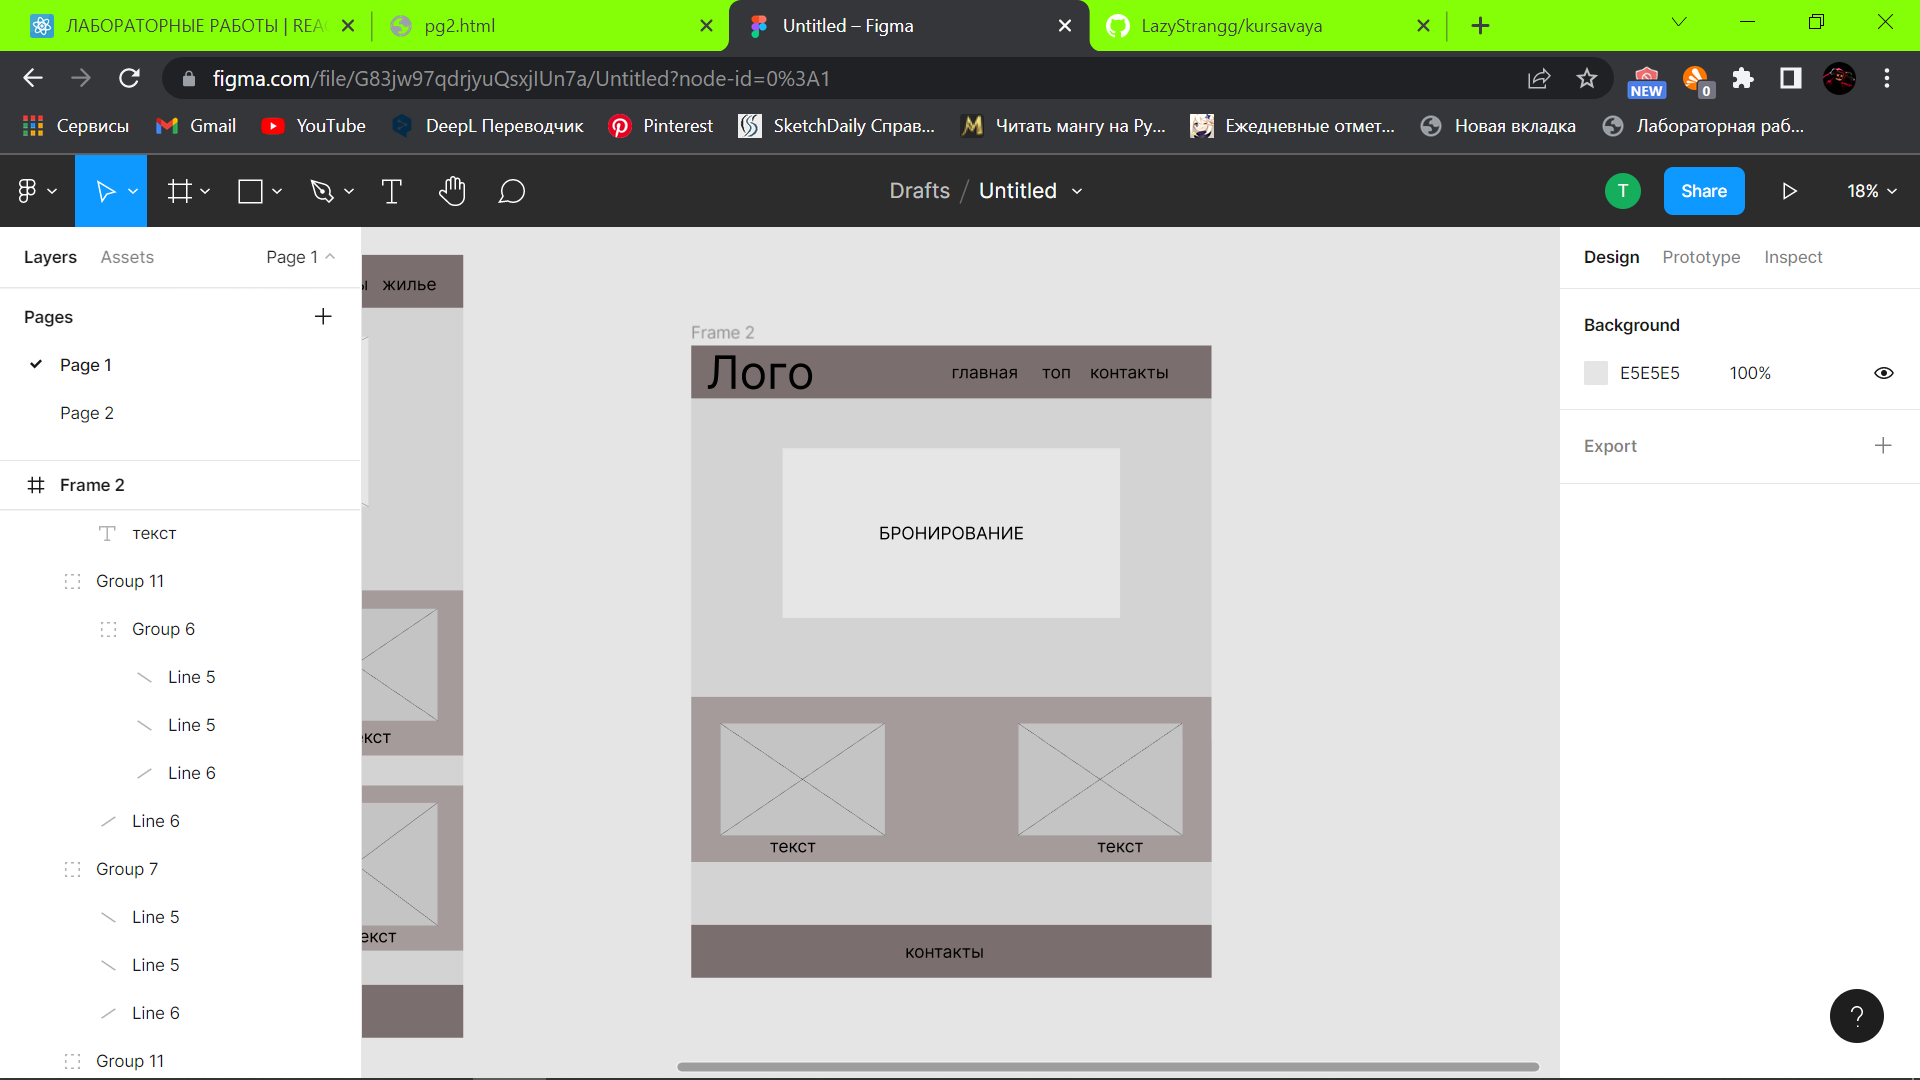 ЛАБОРАТОРНЫЕ РАБОТЫ | REA
pg2.html
Untitled – Figma
LazyStrangg/kursavaya
figma.com/file/G83jw97qdrjyuQsxjIUn7a/Untitled?node-id=0%3A1
NEW
0
Сервисы
Gmail
YouTube
DeepL Переводчик
Pinterest
SketchDaily Справ...
Читать мангу на Ру...
Ежедневные отмет...
Новая вкладка
Лабораторная раб...
Drafts / Untitled
T
Share
18%
Layers
Assets
Page 1
Pages
Page 1
Page 2
Frame 2
текст
Group 11
Group 6
Line 5
Line 5
Line 6
Line 6
Group 7
Line 5
Line 5
Line 6
Group 11
ы жилье
екст
екст
Frame 2
Лого
главная топ контакты
БРОНИРОВАНИЕ
текст
текст
контакты
Design
Prototype
Inspect
Background
E5E5E5
100%
Export
?